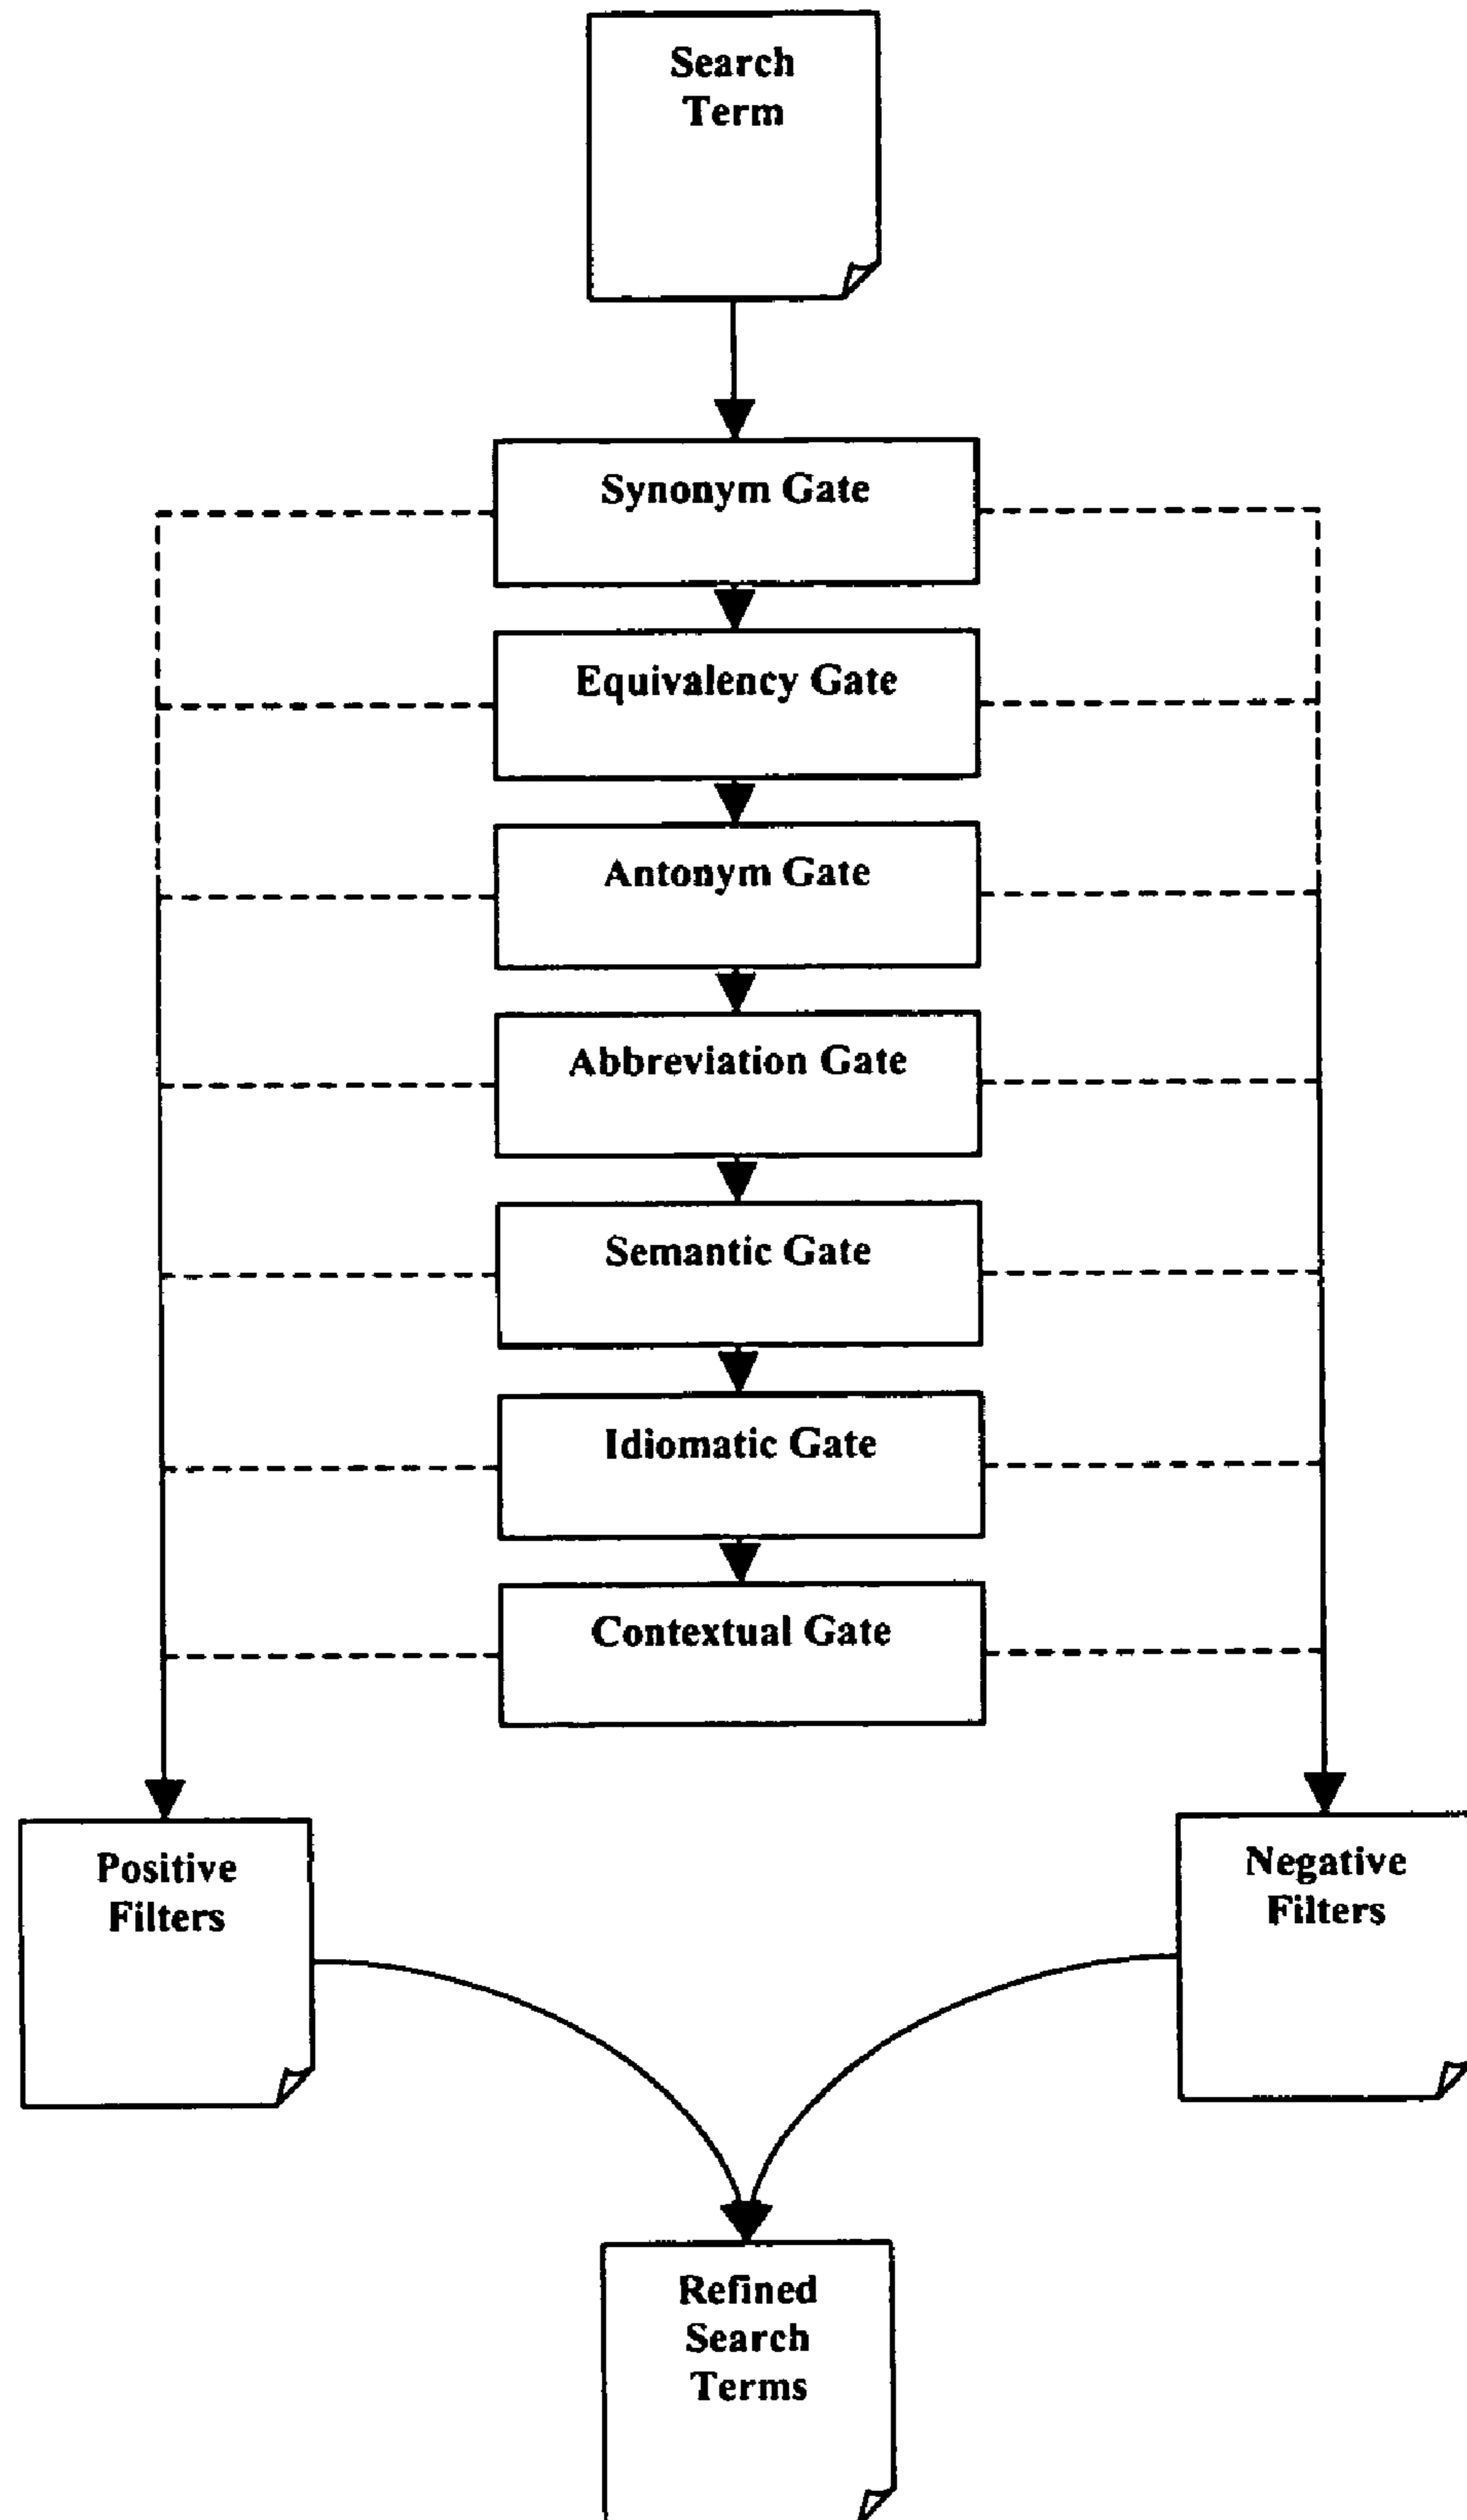 Search
Term
Synonym Gate
Equivalency Gate
Antonym Gate
Abbreviation Gate
Semantic Gate
Idiomatic Gate
Contextual Gate
Positive
Filters
Negative
Filters
Refined
Search
Terms